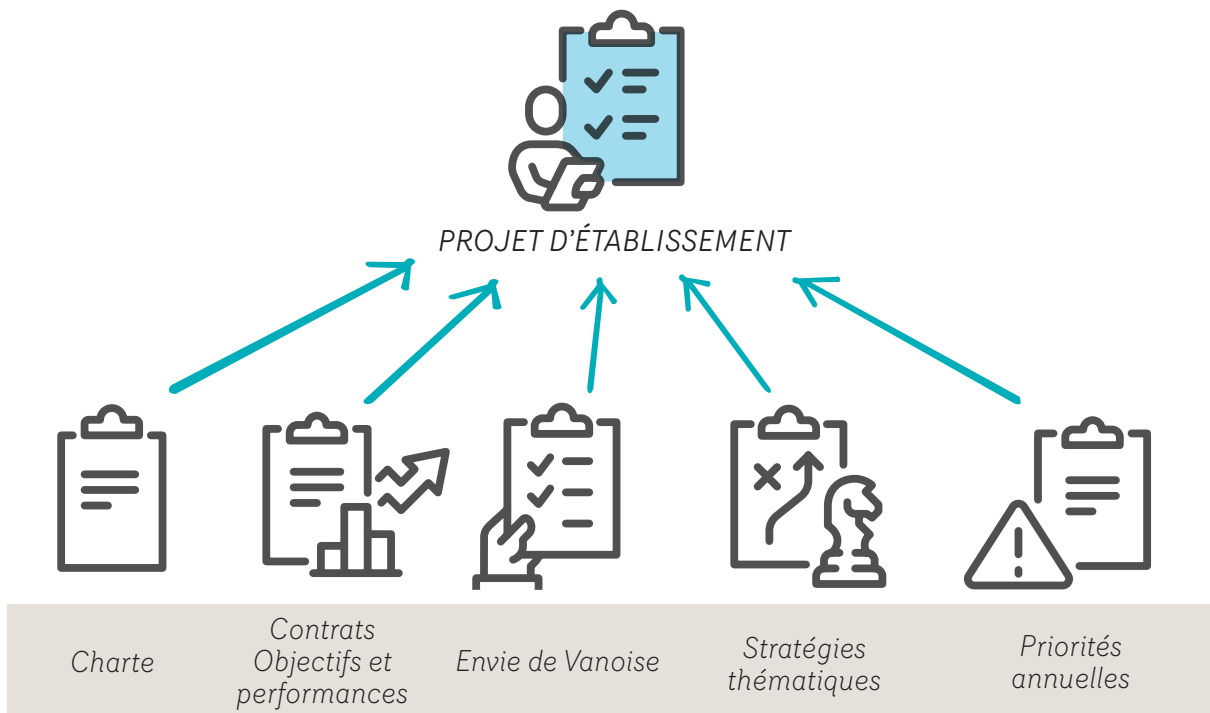 PROJET D'ÉTABLISSEMENT
Charte
Contrats
Objectifs et
performances
Envie de Vanoise
Stratégies
thématiques
Priorités
annuelles